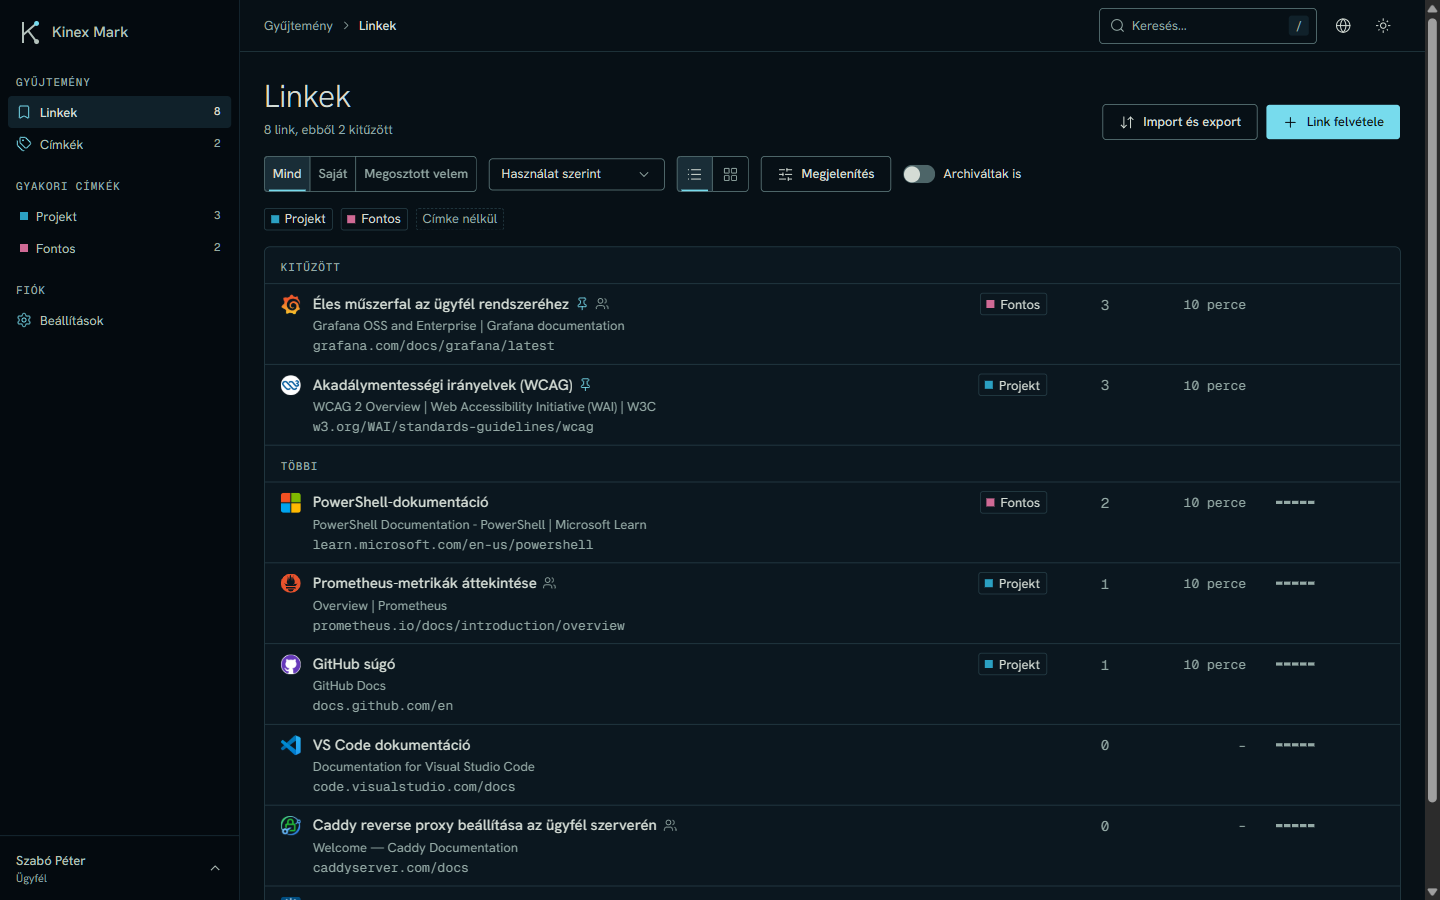 Kinex Mark
GYŰJTEMÉNY
Linkek 8
Címkék 2
GYAKORI CÍMKÉK
Projekt 3
Fontos 2
FIÓK
Beállítások
Szabó Péter
Ügyfél
Gyűjtemény > Linkek
Keresés... /
Linkek
8 link, ebből 2 kitűzött
Import és export
Link felvétele
Mind Saját Megosztott velem
Használat szerint
Megjelenítés
Archiváltak is
Projekt Fontos Címke nélkül
KITŰZÖTT
Éles műszerfal az ügyfél rendszeréhez Fontos 3 10 perce
Grafana OSS and Enterprise | Grafana documentation
grafana.com/docs/grafana/latest
Akadálymentességi irányelvek (WCAG) Projekt 3 10 perce
WCAG 2 Overview | Web Accessibility Initiative (WAI) | W3C
w3.org/WAI/standards-guidelines/wcag
TÖBBI
PowerShell-dokumentáció Fontos 2 10 perce
PowerShell Documentation - PowerShell | Microsoft Learn
learn.microsoft.com/en-us/powershell
Prometheus-metrikák áttekintése Projekt 1 10 perce
Overview | Prometheus
prometheus.io/docs/introduction/overview
GitHub súgó Projekt 1 10 perce
GitHub Docs
docs.github.com/en
VS Code dokumentáció 0 –
Documentation for Visual Studio Code
code.visualstudio.com/docs
Caddy reverse proxy beállítása az ügyfél szerverén 0 –
Welcome — Caddy Documentation
caddyserver.com/docs